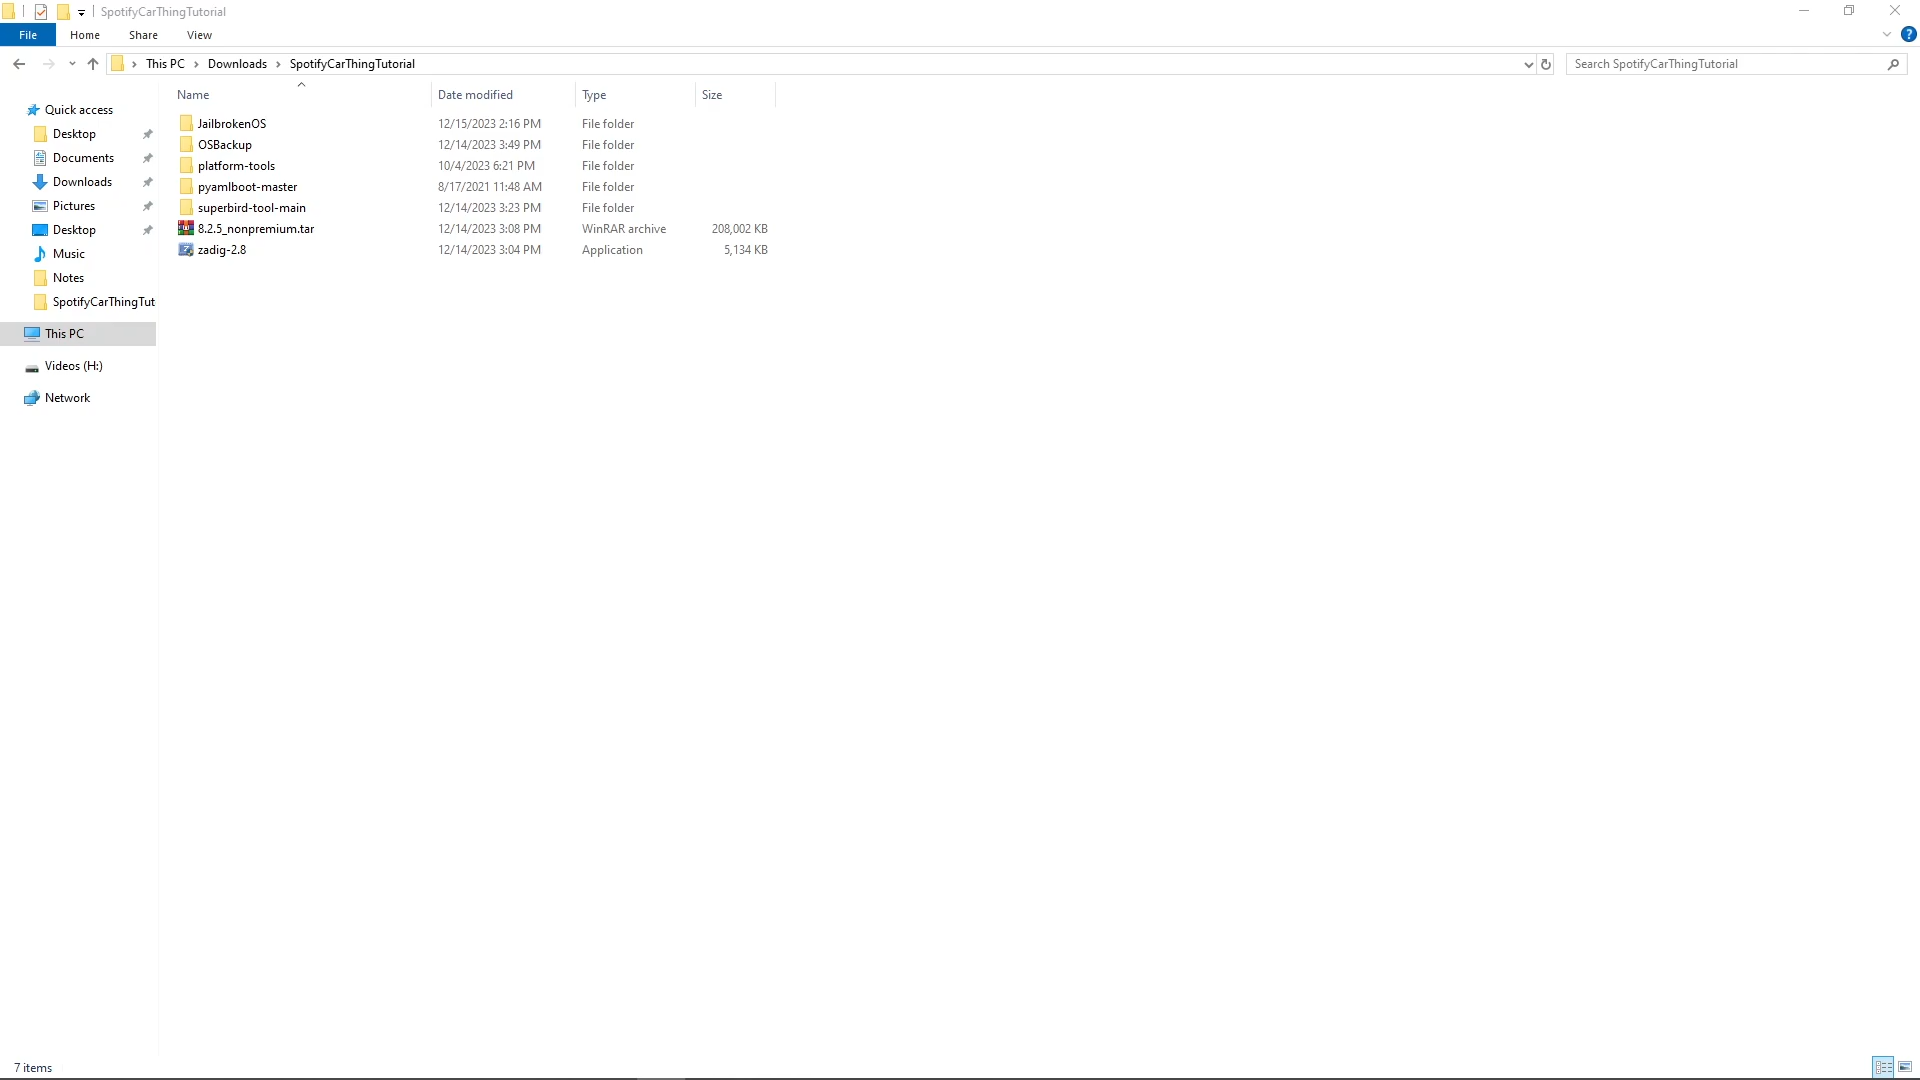 SpotifyCarThingTutorial
File Home Share View
This PC Downloads SpotifyCarThingTutorial Search SpotifyCarThingTutorial
Name Date modified Type Size
Quick access
Desktop
Documents
Downloads
Pictures
Desktop
Music
Notes
SpotifyCarThingTut
This PC
Videos (H:)
Network
JailbrokenOS 12/15/2023 2:16 PM File folder
OSBackup 12/14/2023 3:49 PM File folder
platform-tools 10/4/2023 6:21 PM File folder
pyamlboot-master 8/17/2021 11:48 AM File folder
superbird-tool-main 12/14/2023 3:23 PM File folder
8.2.5_nonpremium.tar 12/14/2023 3:08 PM WinRAR archive 208,002 KB
zadig-2.8 12/14/2023 3:04 PM Application 5,134 KB
7 items